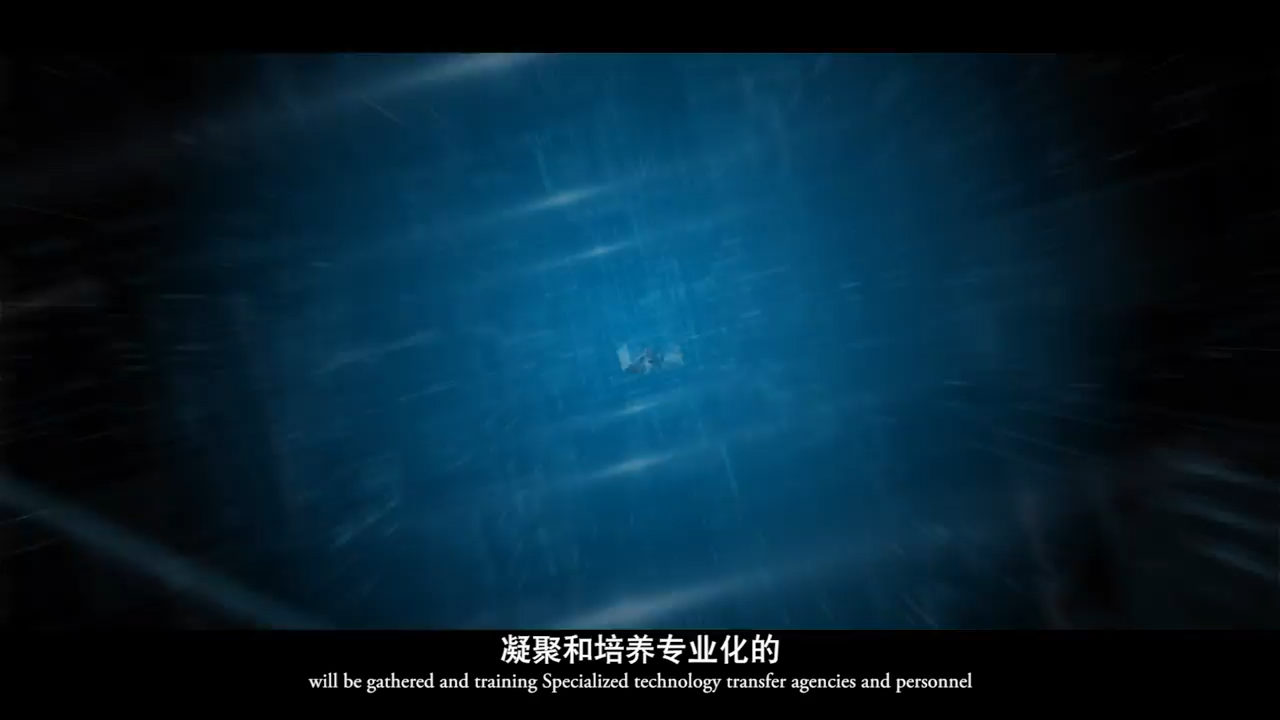 凝聚和培养专业化的
will be gathered and training Specialized technology transfer agencies and personnel